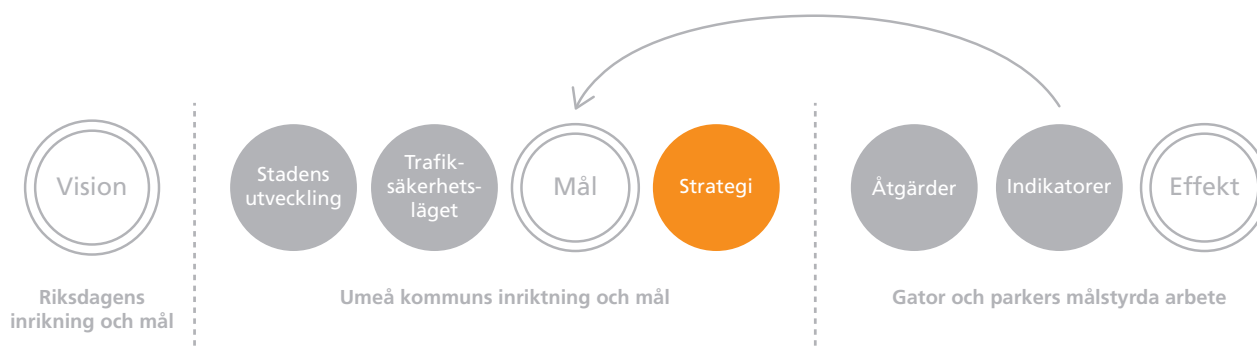 Vision
Stadens
utveckling
Trafik-
säkerhets-
läget
Mål
Strategi
Åtgärder
Indikatorer
Effekt
Riksdagens
inrikning och mål
Umeå kommuns inriktning och mål
Gator och parkers målstyrda arbete